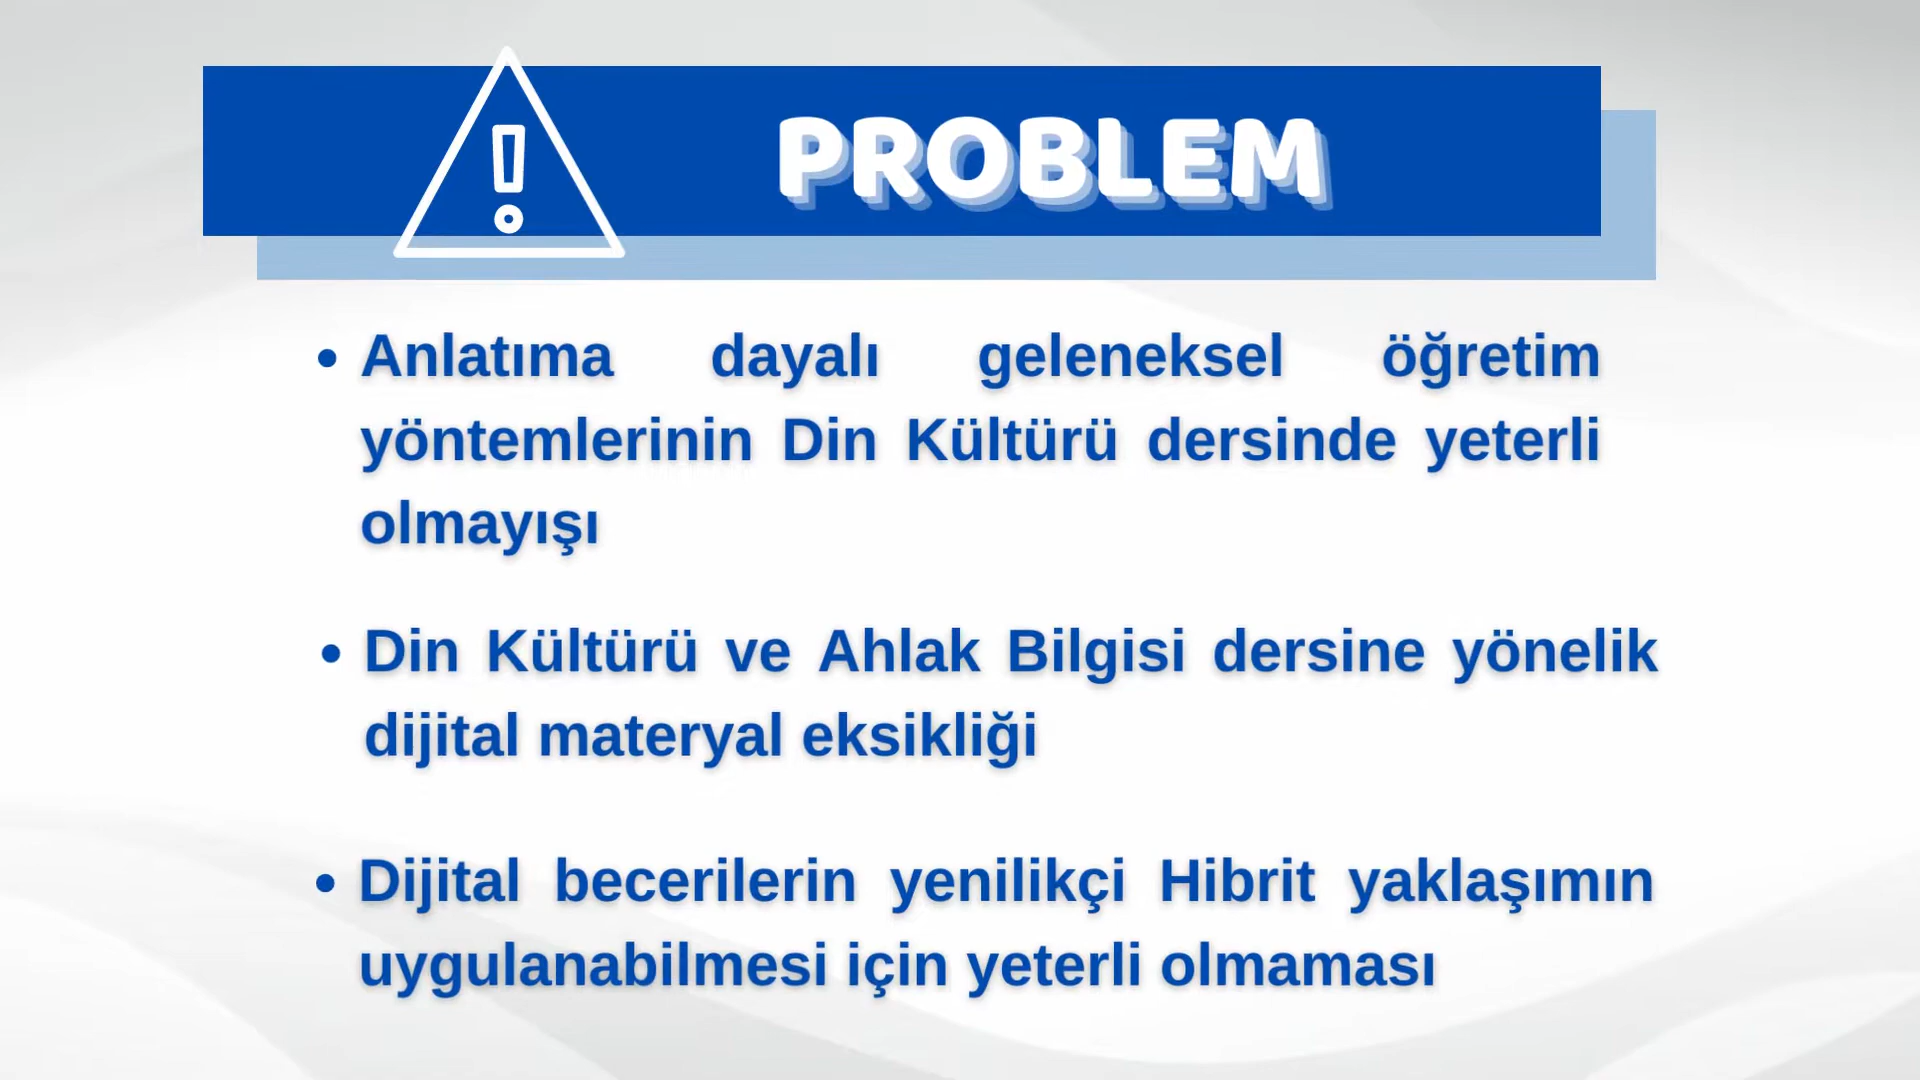 PROBLEM
• Anlatıma dayalı geleneksel öğretim
yöntemlerinin Din Kültürü dersinde yeterli
olmayışı
• Din Kültürü ve Ahlak Bilgisi dersine yönelik
dijital materyal eksikliği
• Dijital becerilerin yenilikçi Hibrit yaklaşımın
uygulanabilmesi için yeterli olmaması